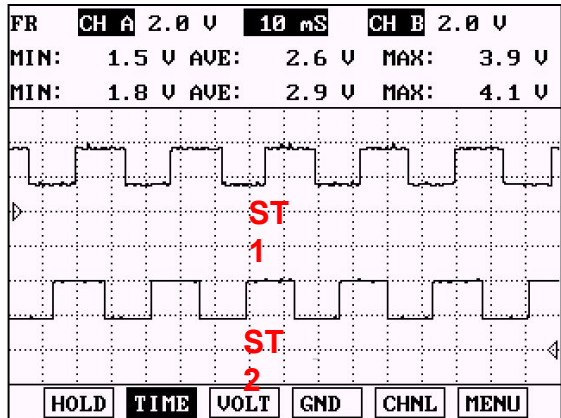 FR CH A 2.0 V 10 mS CH B 2.0 V
MIN: 1.5 V AVE: 2.6 V MAX: 3.9 V
MIN: 1.8 V AVE: 2.9 V MAX: 4.1 V
ST
1
ST
2
HOLD TIME VOLT GND CHNL MENU